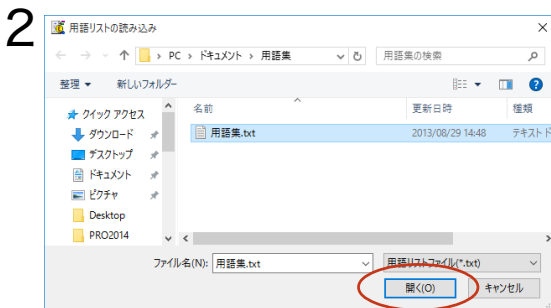 2
用語リストの読み込み
PC › ドキュメント › 用語集
用語集の検索
整理 新しいフォルダー
名前 更新日時 種類
クイック アクセス
用語集.txt 2013/08/29 14:48 テキスト ド
ダウンロード
デスクトップ
ドキュメント
ピクチャ
Desktop
PRO2014
ファイル名(N): 用語集.txt 用語リストファイル(*.txt)
開く(O) キャンセル